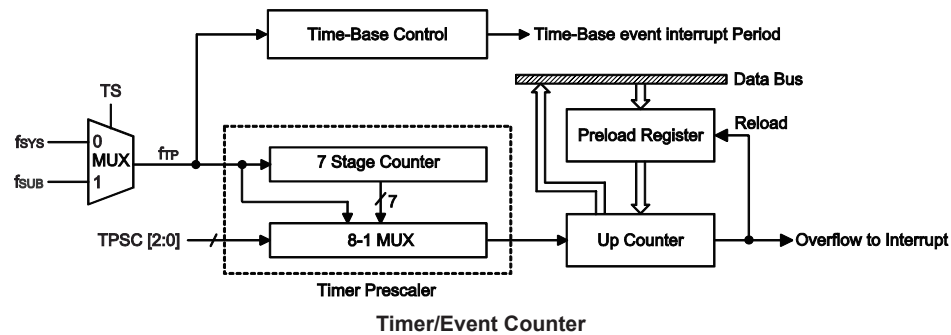 Time-Base Control
Time-Base event interrupt Period
Data Bus
TS
Preload Register
Reload
fSYS
0
MUX
fTP
7 Stage Counter
fSUB
1
7
TPSC [2:0]
8-1 MUX
Up Counter
Overflow to Interrupt
Timer Prescaler
Timer/Event Counter